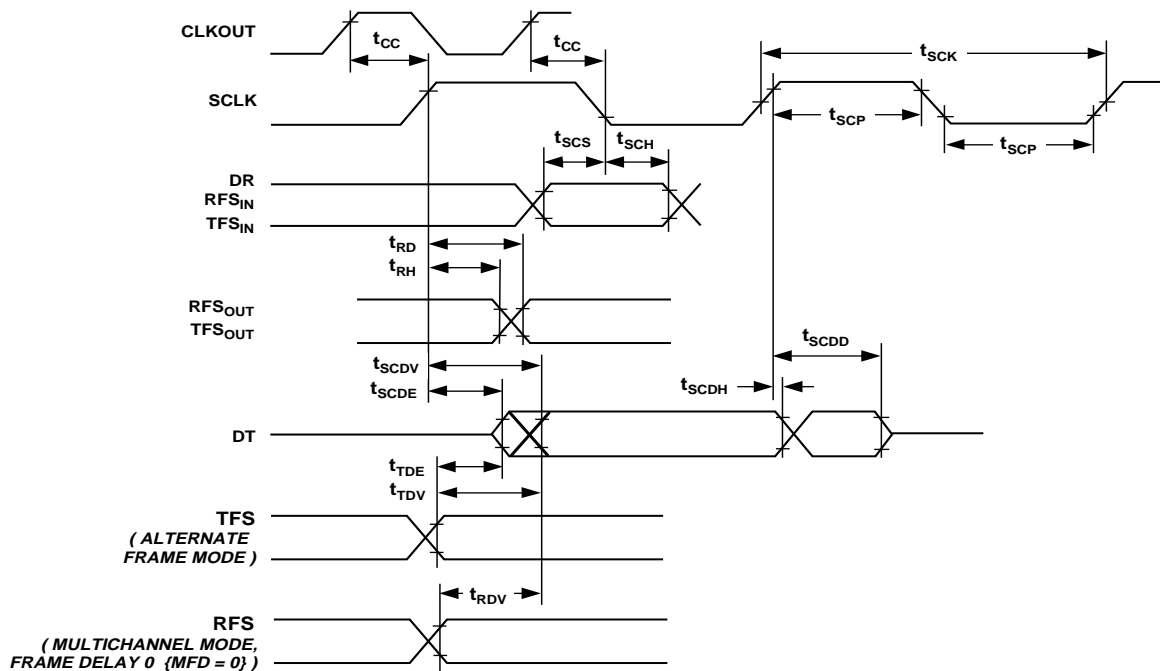 CLKOUT
tCC
tCC
tSCK
SCLK
tSCP
tSCP
tSCS
tSCH
DR
RFSIN
TFSIN
tRD
tRH
RFSOUT
TFSOUT
tSCDV
tSCDE
tSCDD
tSCDH
DT
tTDE
tTDV
TFS
( ALTERNATE
FRAME MODE )
tRDV
RFS
( MULTICHANNEL MODE,
FRAME DELAY 0 {MFD = 0} )